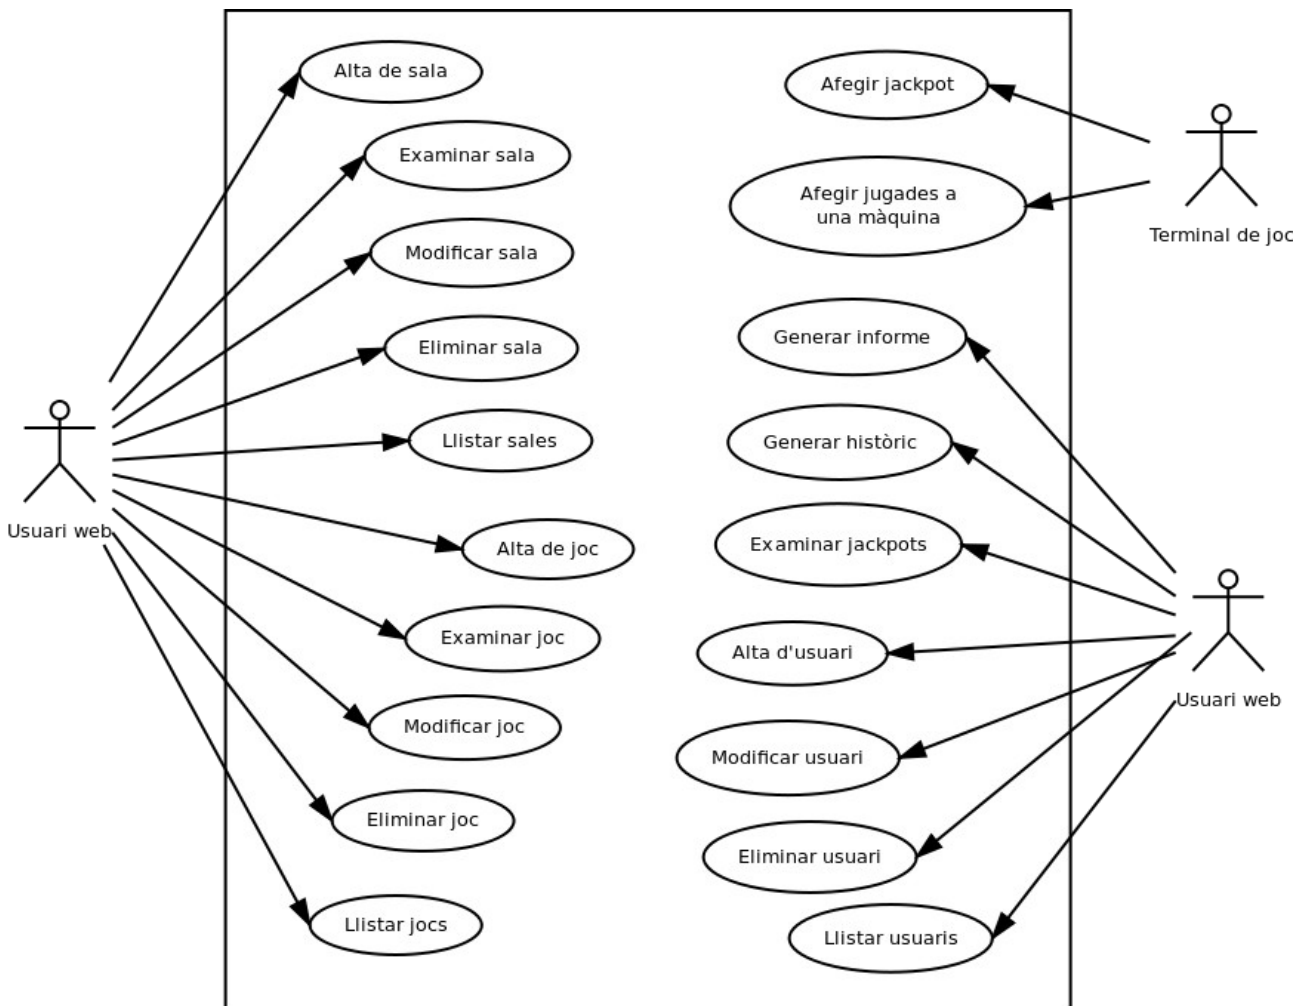 Alta de sala
Examinar sala
Modificar sala
Eliminar sala
Llistar sales
Alta de joc
Examinar joc
Modificar joc
Eliminar joc
Llistar jocs
Usuari web
Afegir jackpot
Afegir jugades a
una màquina
Terminal de joc
Generar informe
Generar històric
Examinar jackpots
Alta d'usuari
Modificar usuari
Eliminar usuari
Llistar usuaris
Usuari web